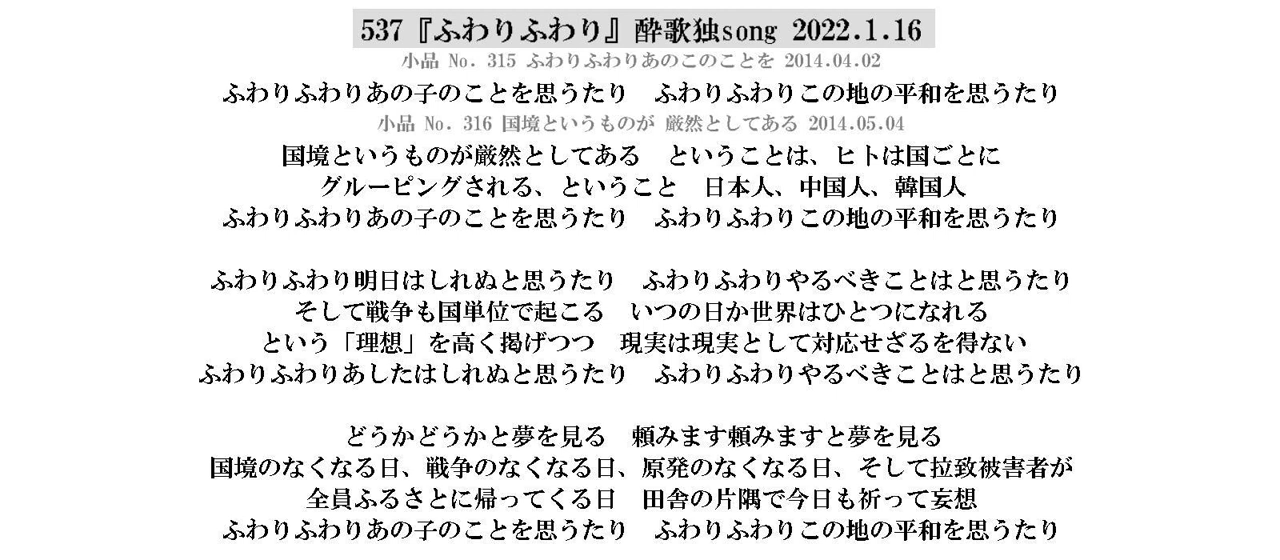 537『ふわりふわり』酔歌独song 2022.1.16
小品 No. 315 ふわりふわりあのこのことを 2014.04.02
ふわりふわりあの子のことを思うたり　ふわりふわりこの地の平和を思うたり
小品 No. 316 国境というものが 厳然としてある 2014.05.04
国境というものが厳然としてある　ということは、ヒトは国ごとに
グルーピングされる、ということ　日本人、中国人、韓国人
ふわりふわりあの子のことを思うたり　ふわりふわりこの地の平和を思うたり
ふわりふわり明日はしれぬと思うたり　ふわりふわりやるべきことはと思うたり
そして戦争も国単位で起こる　いつの日か世界はひとつになれる
という「理想」を高く掲げつつ　現実は現実として対応せざるを得ない
ふわりふわりあしたはしれぬと思うたり　ふわりふわりやるべきことはと思うたり
どうかどうかと夢を見る　頼みます頼みますと夢を見る
国境のなくなる日、戦争のなくなる日、原発のなくなる日、そして拉致被害者が
全員ふるさとに帰ってくる日　田舎の片隅で今日も祈って妄想
ふわりふわりあの子のことを思うたり　ふわりふわりこの地の平和を思うたり